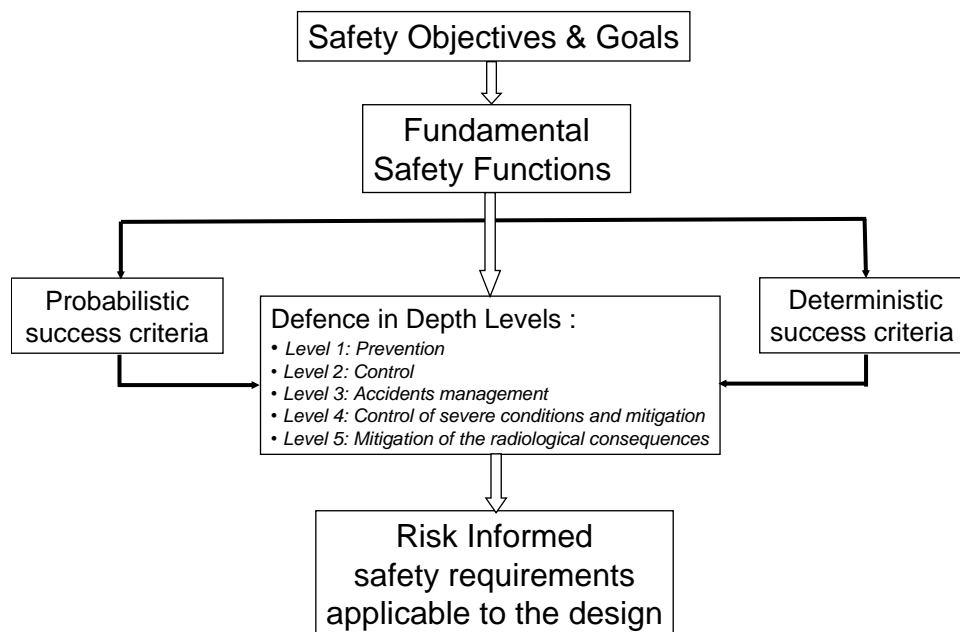 Safety Objectives & Goals
Fundamental
Safety Functions
Probabilistic
success criteria
Defence in Depth Levels :
• Level 1: Prevention
• Level 2: Control
• Level 3: Accidents management
• Level 4: Control of severe conditions and mitigation
• Level 5: Mitigation of the radiological consequences
Deterministic
success criteria
Risk Informed
safety requirements
applicable to the design